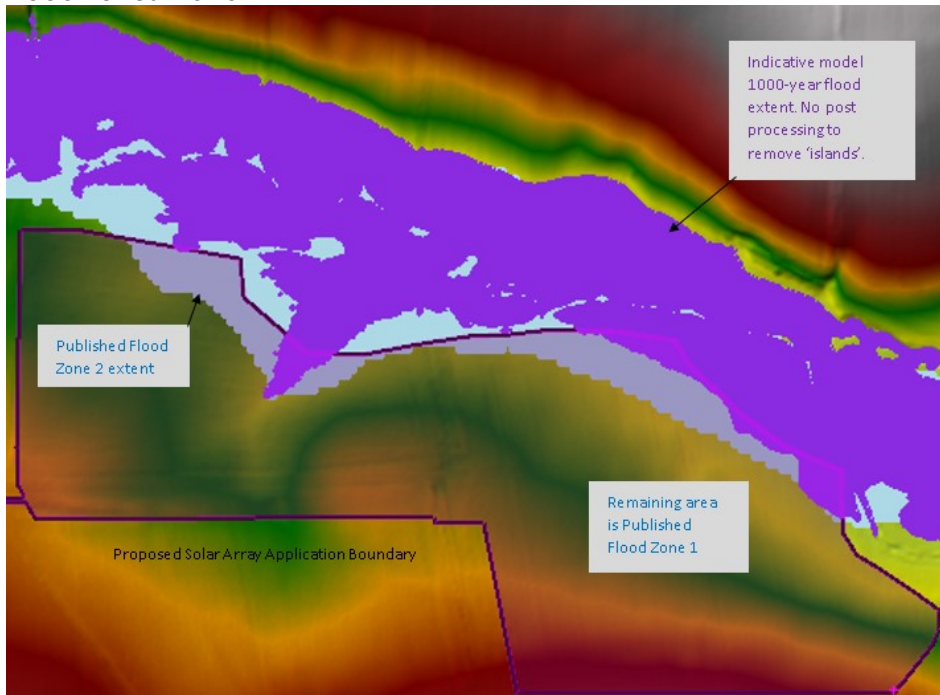 Indicative model
1000-year flood
extent. No post
processing to
remove ‘islands’.
Published Flood
Zone 2 extent
Remaining area
is Published
Flood Zone 1
Proposed Solar Array Application Boundary